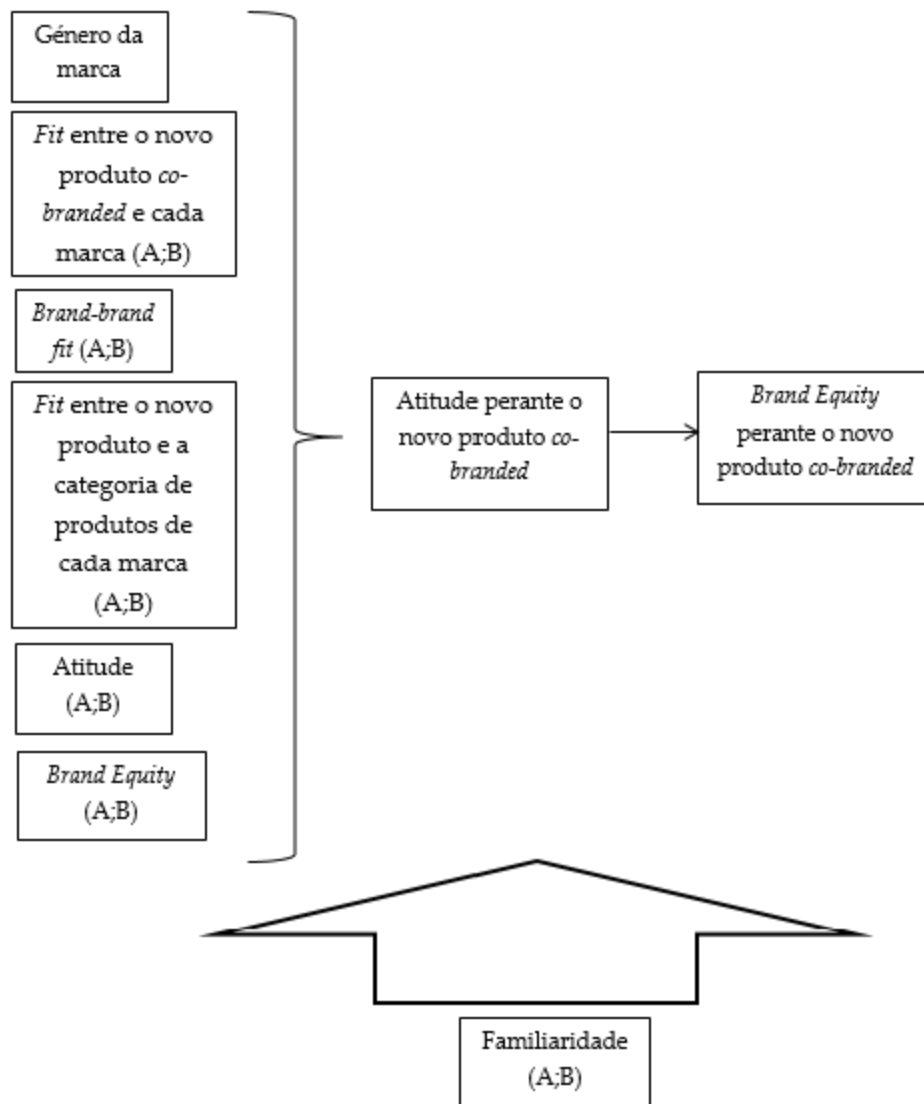 Género da
marca
Fit entre o novo
produto co-
branded e cada
marca (A;B)
Brand-brand
fit (A;B)
Fit entre o novo
produto e a
categoria de
produtos de
cada marca
(A;B)
Atitude
(A;B)
Brand Equity
(A;B)
Atitude perante o
novo produto co-
branded
Brand Equity
perante o novo
produto co-branded
Familiaridade
(A;B)